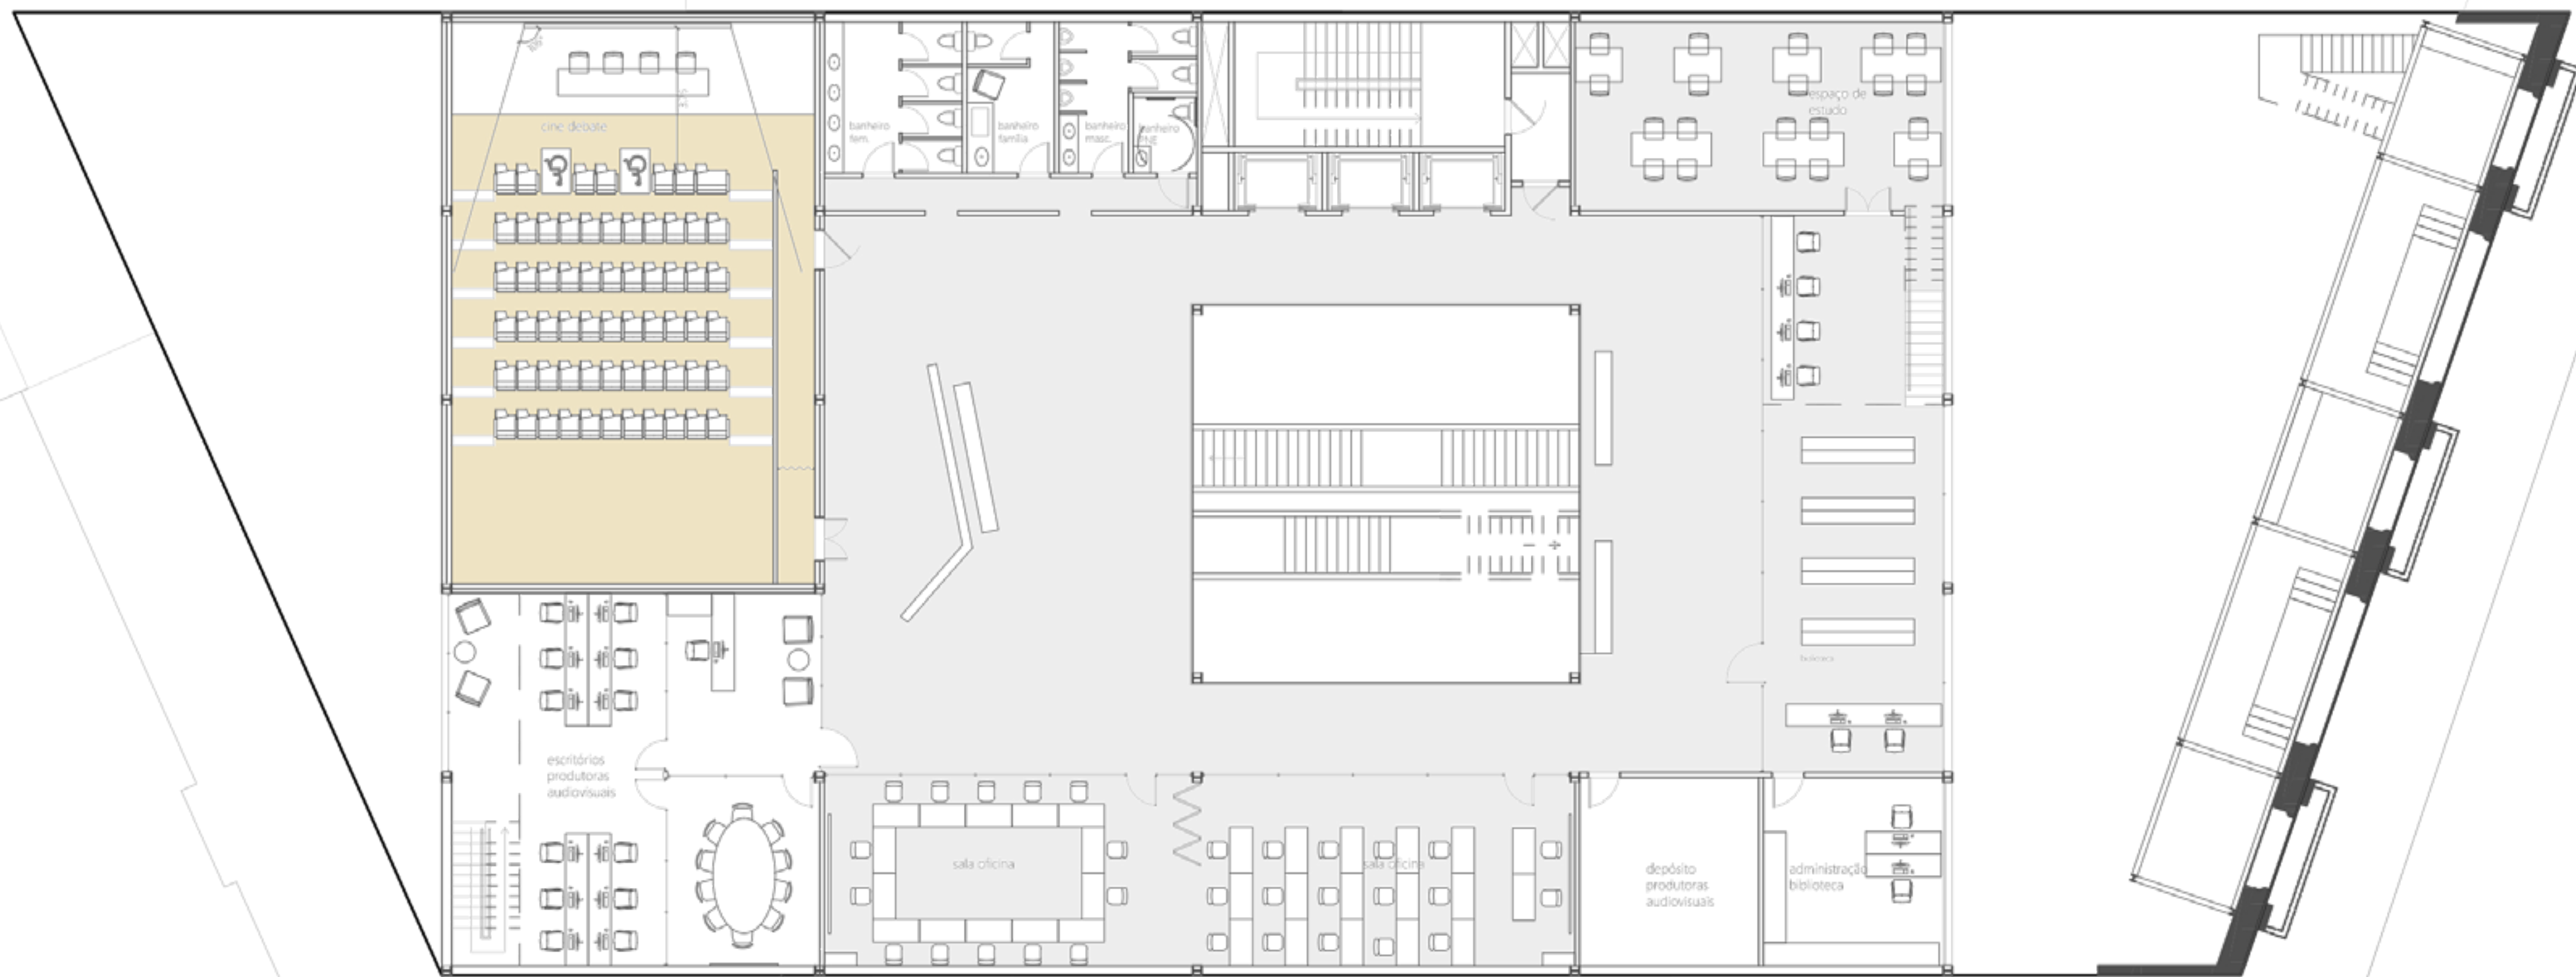 cine debate
banheiro
fem.
banheiro
família
banheiro
masc.
banheiro
PNE
espaço de
estudo
biblioteca
escritórios
produtoras
audiovisuais
sala oficina
sala oficina
depósito
produtoras
audiovisuais
administração
biblioteca